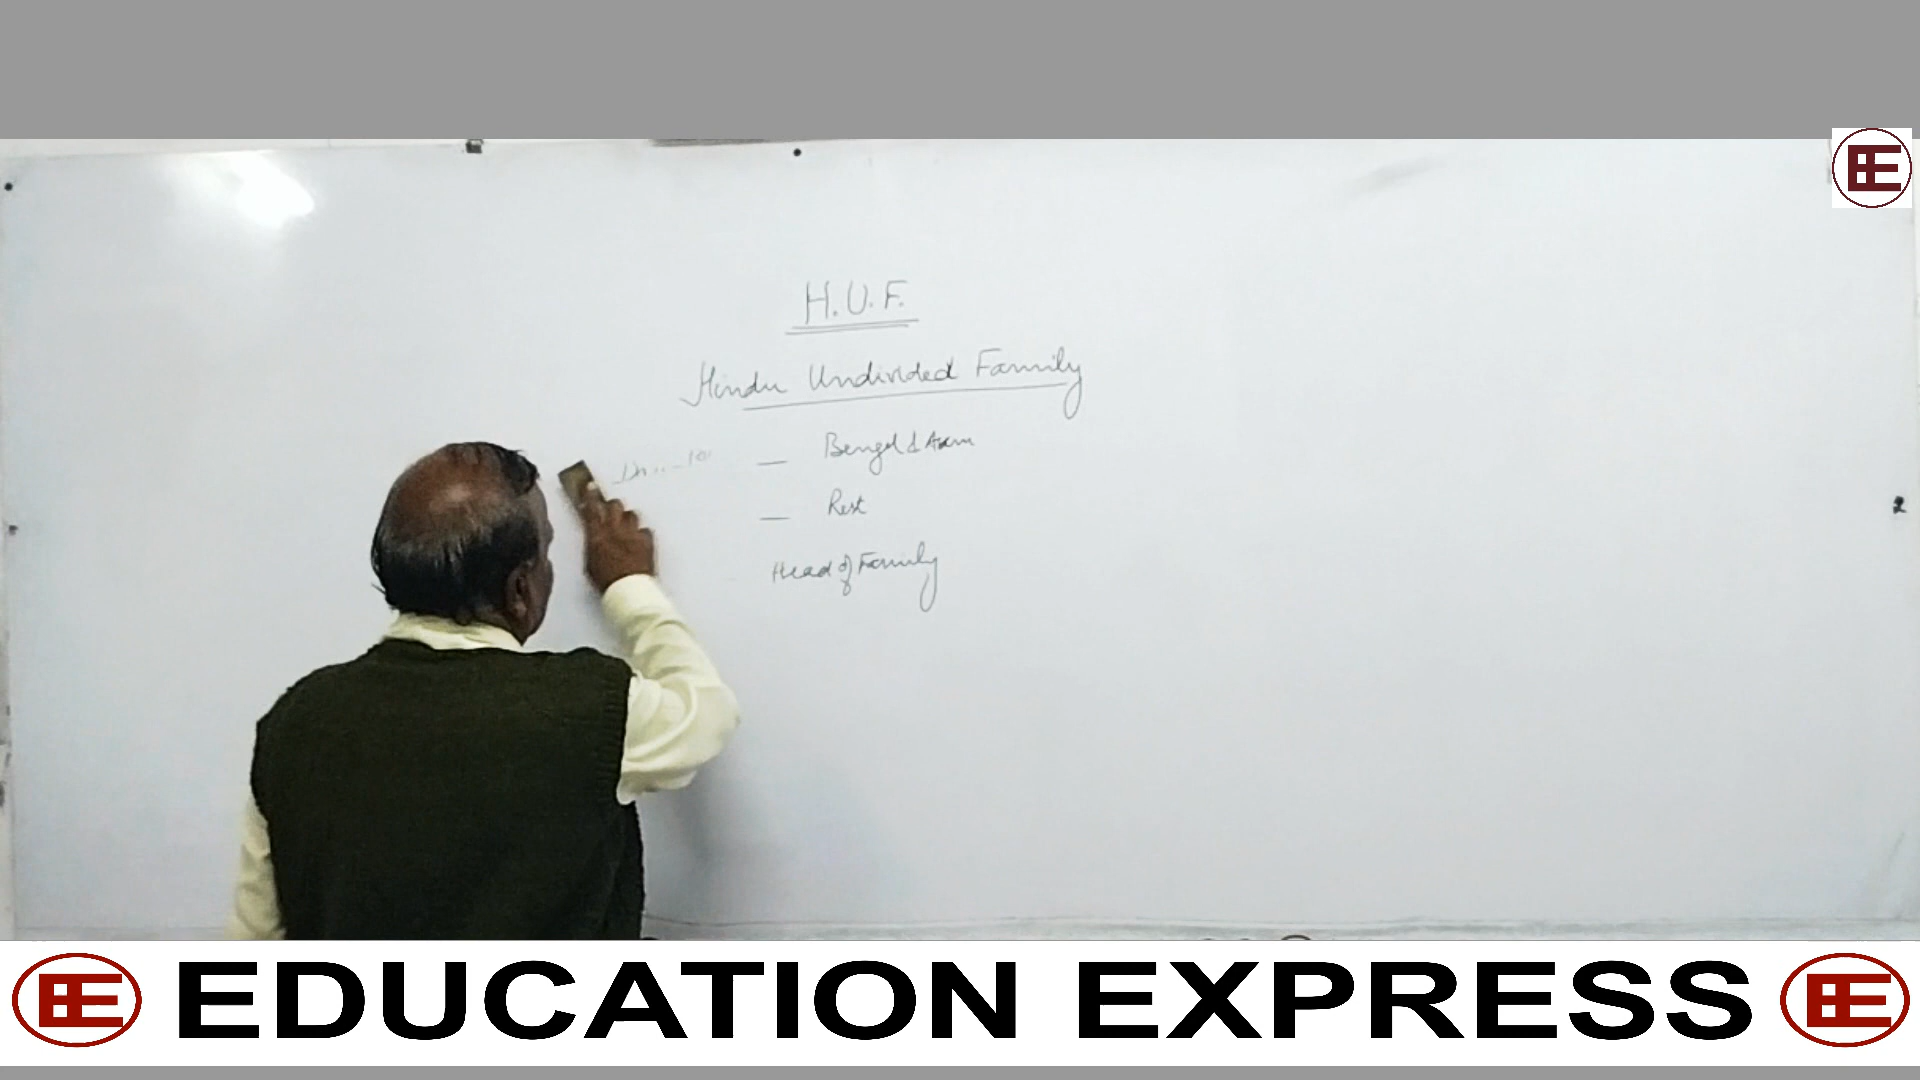 H.U.F.
Hindu Undivided Family
— Bengal & Assam
— Rest
Head of Family
EDUCATION EXPRESS